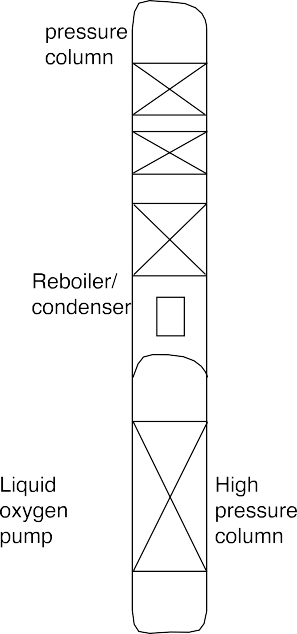 pressure
column
Reboiler/
condenser
Liquid
oxygen
pump
High
pressure
column